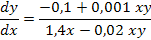 dy/dx = (-0,1 + 0,001 xy)/(1,4x - 0,02 xy)